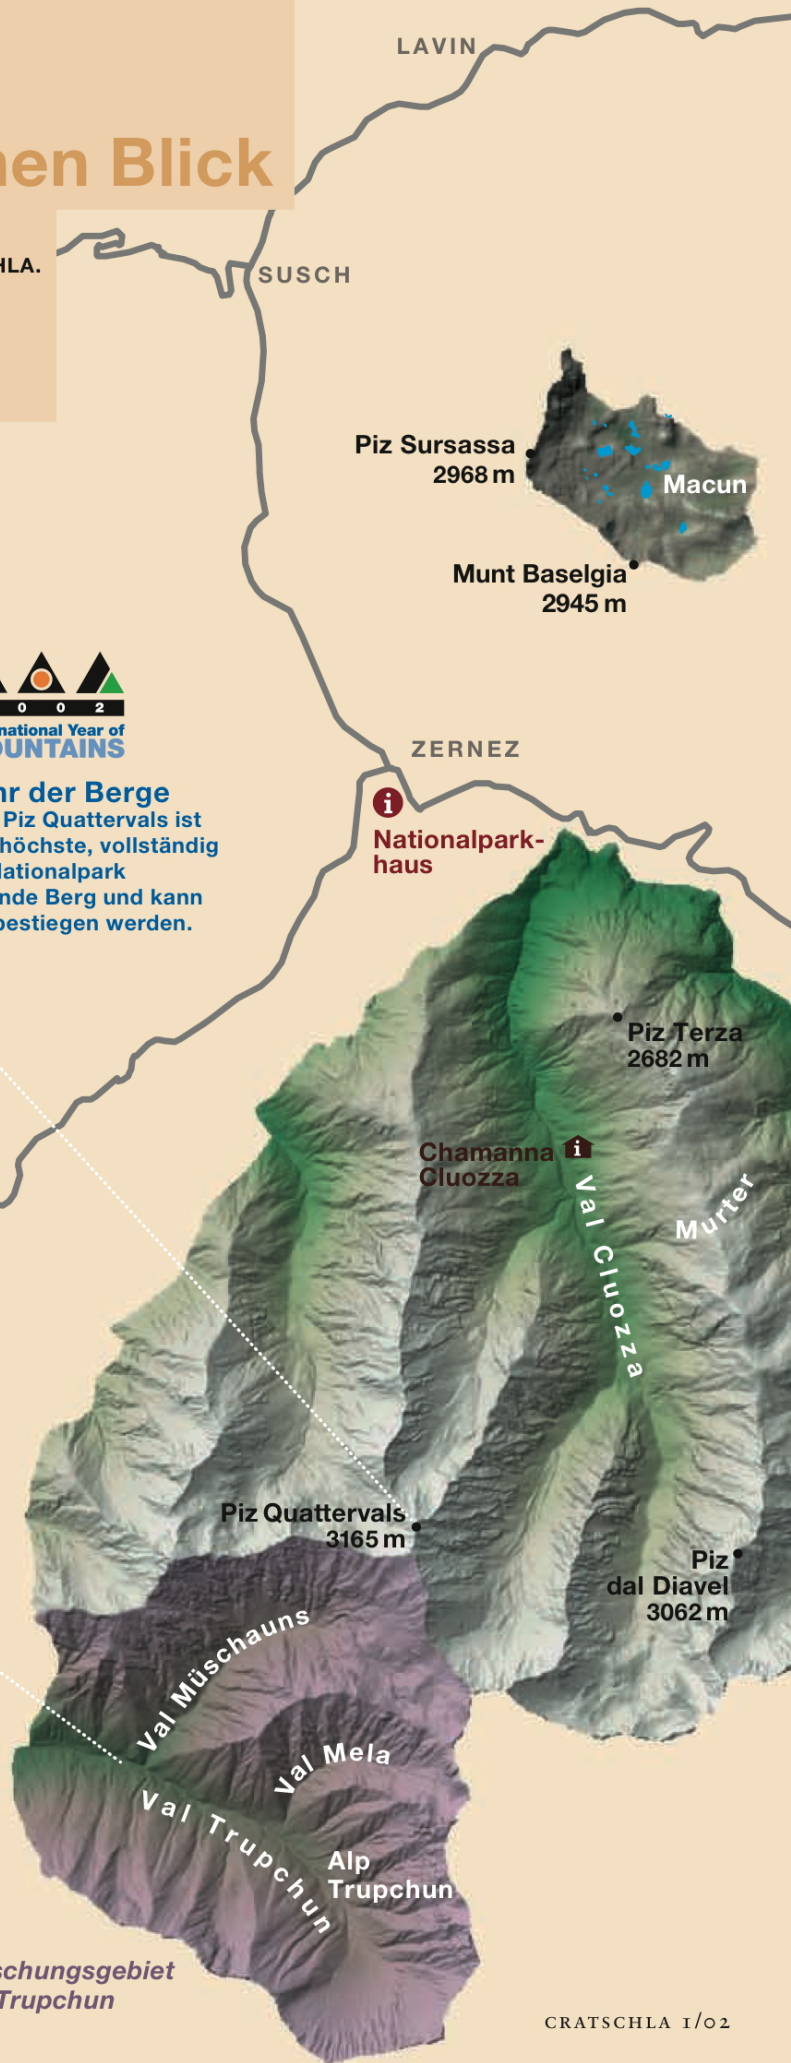 LAVIN
nen Blick
HLA.
SUSCH
Piz Sursassa
2968 m
Macun
Munt Baselgia
2945 m
0 0 2
national Year of
OUNTAINS
hr der Berge
Piz Quattervals ist
höchste, vollständig
Nationalpark
nde Berg und kann
bestiegen werden.
ZERNEZ
i
Nationalpark-
haus
Piz Terza
2682 m
Chamanna
Cluozza
i
Val Cluozza
Murter
Piz Quattervals
3165 m
Piz
dal Diavel
3062 m
Val Müschauns
Val Mela
Val Trupchun
Alp
Trupchun
schungsgebiet
Trupchun
CRATSCHLA 1/02